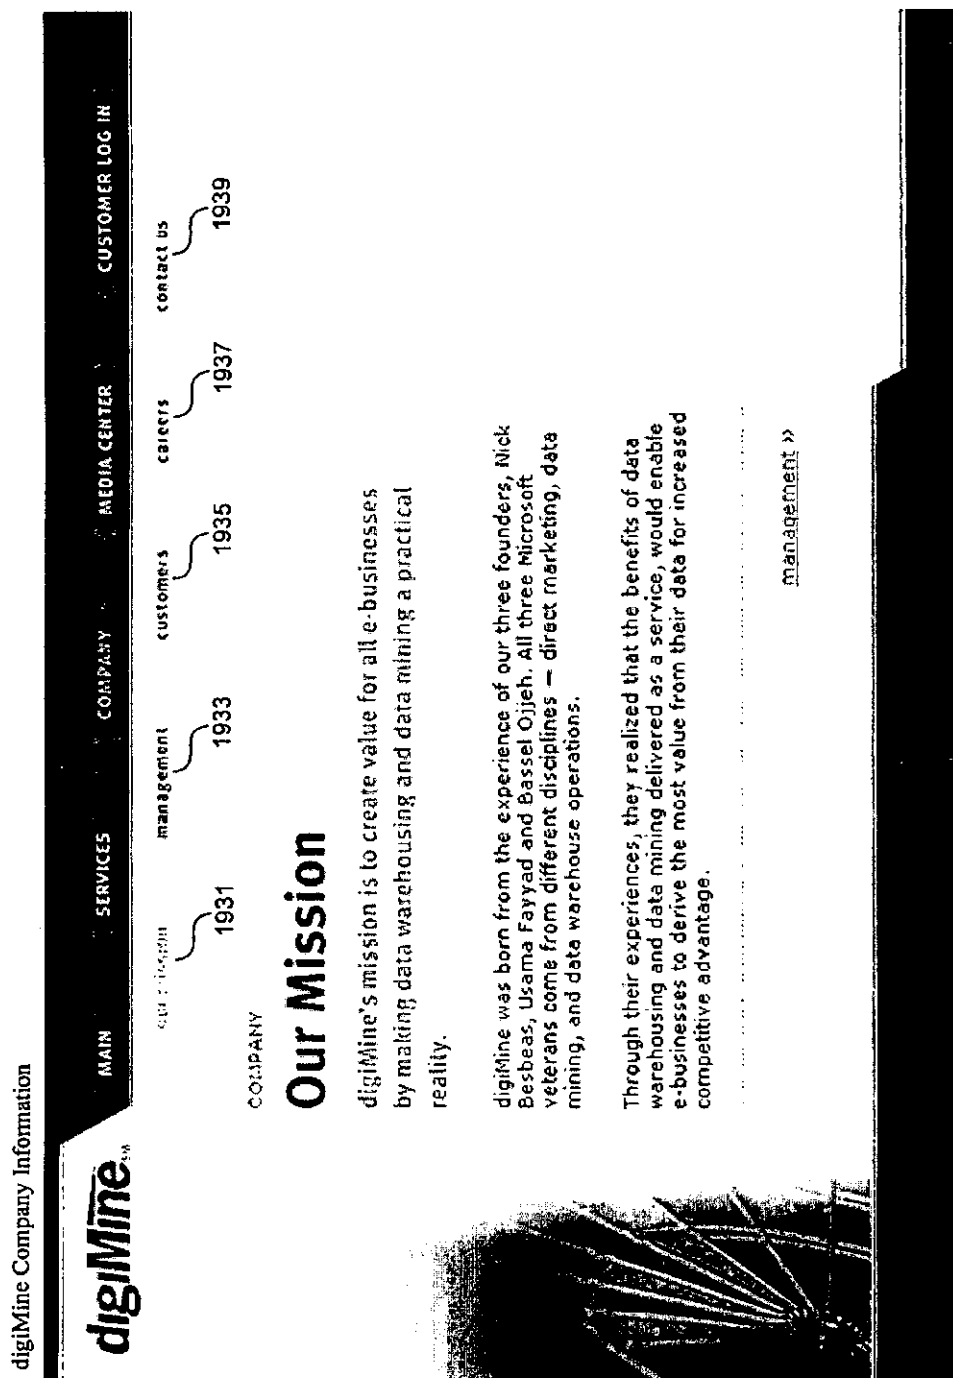 digiMine Company Information
digiMine SM
MAIN SERVICES COMPANY MEDIA CENTER CUSTOMER LOG IN
our mission management customers careers contact us
1931 1933 1935 1937 1939
COMPANY
Our Mission
digiMine's mission is to create value for all e-businesses
by making data warehousing and data mining a practical
reality.
digiMine was born from the experience of our three founders, Nick
Besbeas, Usama Fayyad and Bassel Ojjeh. All three Microsoft
veterans come from different disciplines — direct marketing, data
mining, and data warehouse operations.
Through their experiences, they realized that the benefits of data
warehousing and data mining delivered as a service, would enable
e-businesses to derive the most value from their data for increased
competitive advantage.
management »